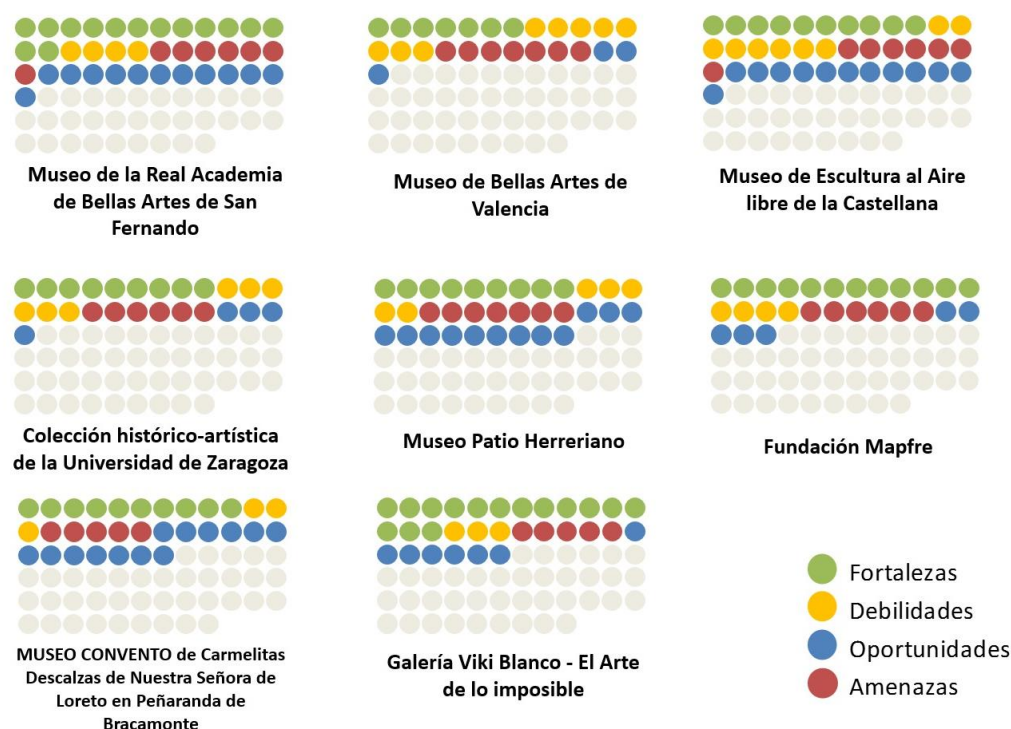 Museo de la Real Academia
de Bellas Artes de San
Fernando
Museo de Bellas Artes de
Valencia
Museo de Escultura al Aire
libre de la Castellana
Colección histórico-artística
de la Universidad de Zaragoza
Museo Patio Herreriano
Fundación Mapfre
MUSEO CONVENTO de Carmelitas
Descalzas de Nuestra Señora de
Loreto en Peñaranda de
Bracamonte
Galería Viki Blanco - El Arte
de lo imposible
Fortalezas
Debilidades
Oportunidades
Amenazas